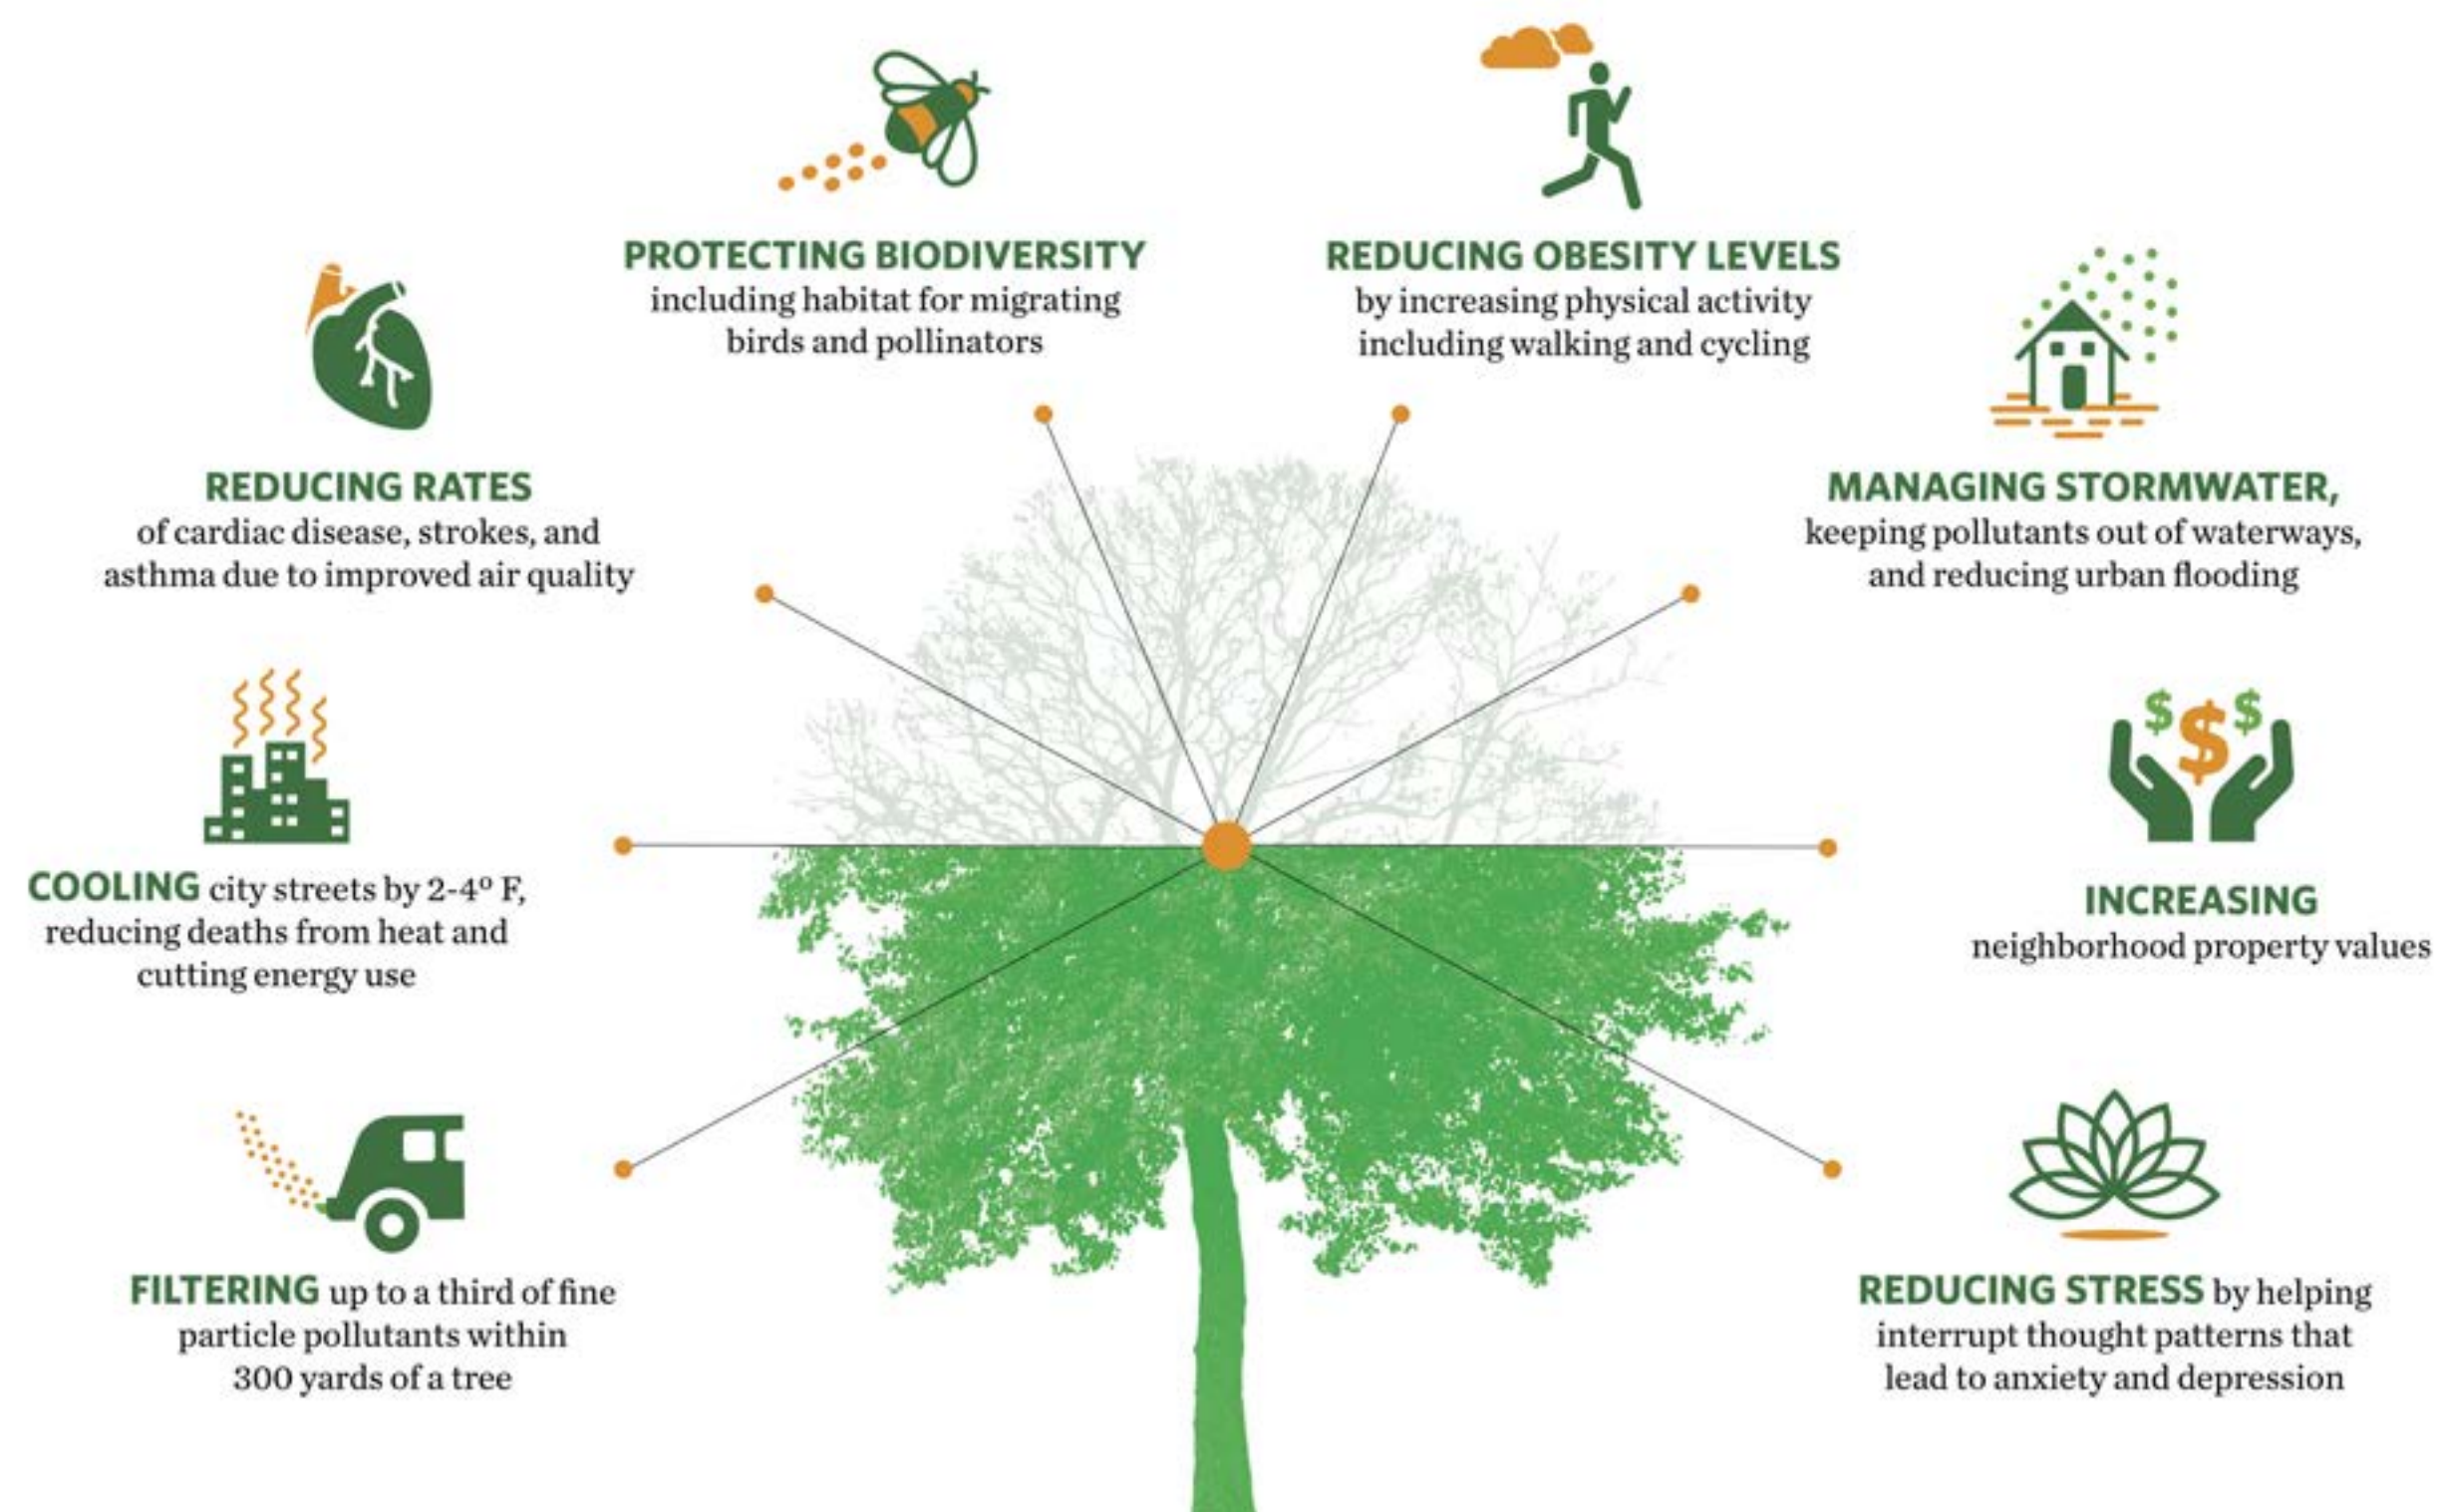 PROTECTING BIODIVERSITY
including habitat for migrating
birds and pollinators
REDUCING OBESITY LEVELS
by increasing physical activity
including walking and cycling
REDUCING RATES
of cardiac disease, strokes, and
asthma due to improved air quality
MANAGING STORMWATER,
keeping pollutants out of waterways,
and reducing urban flooding
COOLING city streets by 2-4º F,
reducing deaths from heat and
cutting energy use
$ $ $
INCREASING
neighborhood property values
FILTERING up to a third of fine
particle pollutants within
300 yards of a tree
REDUCING STRESS by helping
interrupt thought patterns that
lead to anxiety and depression